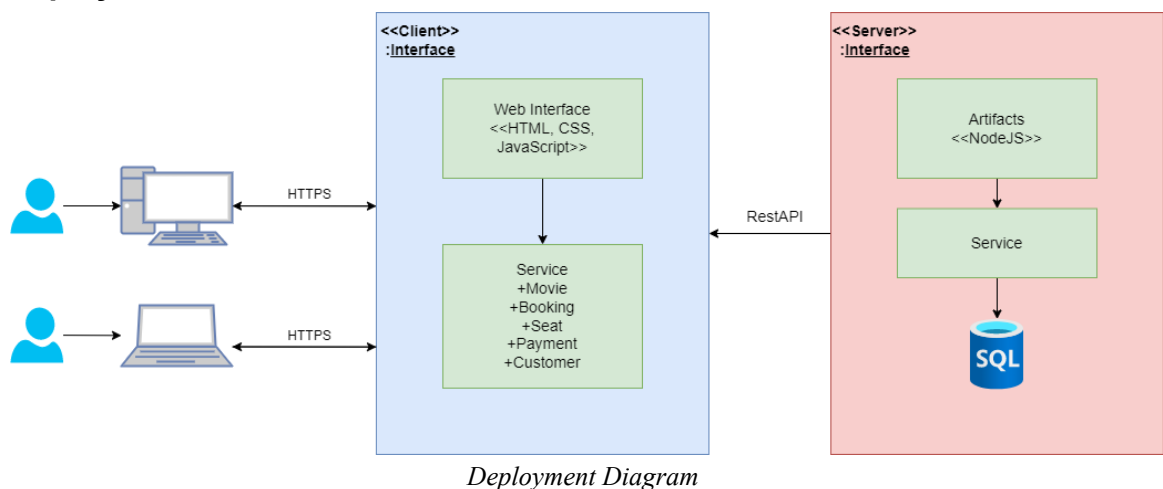 <<Client>>
:Interface
Web Interface
<<HTML, CSS,
JavaScript>>
HTTPS
HTTPS
Service
+Movie
+Booking
+Seat
+Payment
+Customer
RestAPI
<<Server>>
:Interface
Artifacts
<<NodeJS>>
Service
SQL
Deployment Diagram